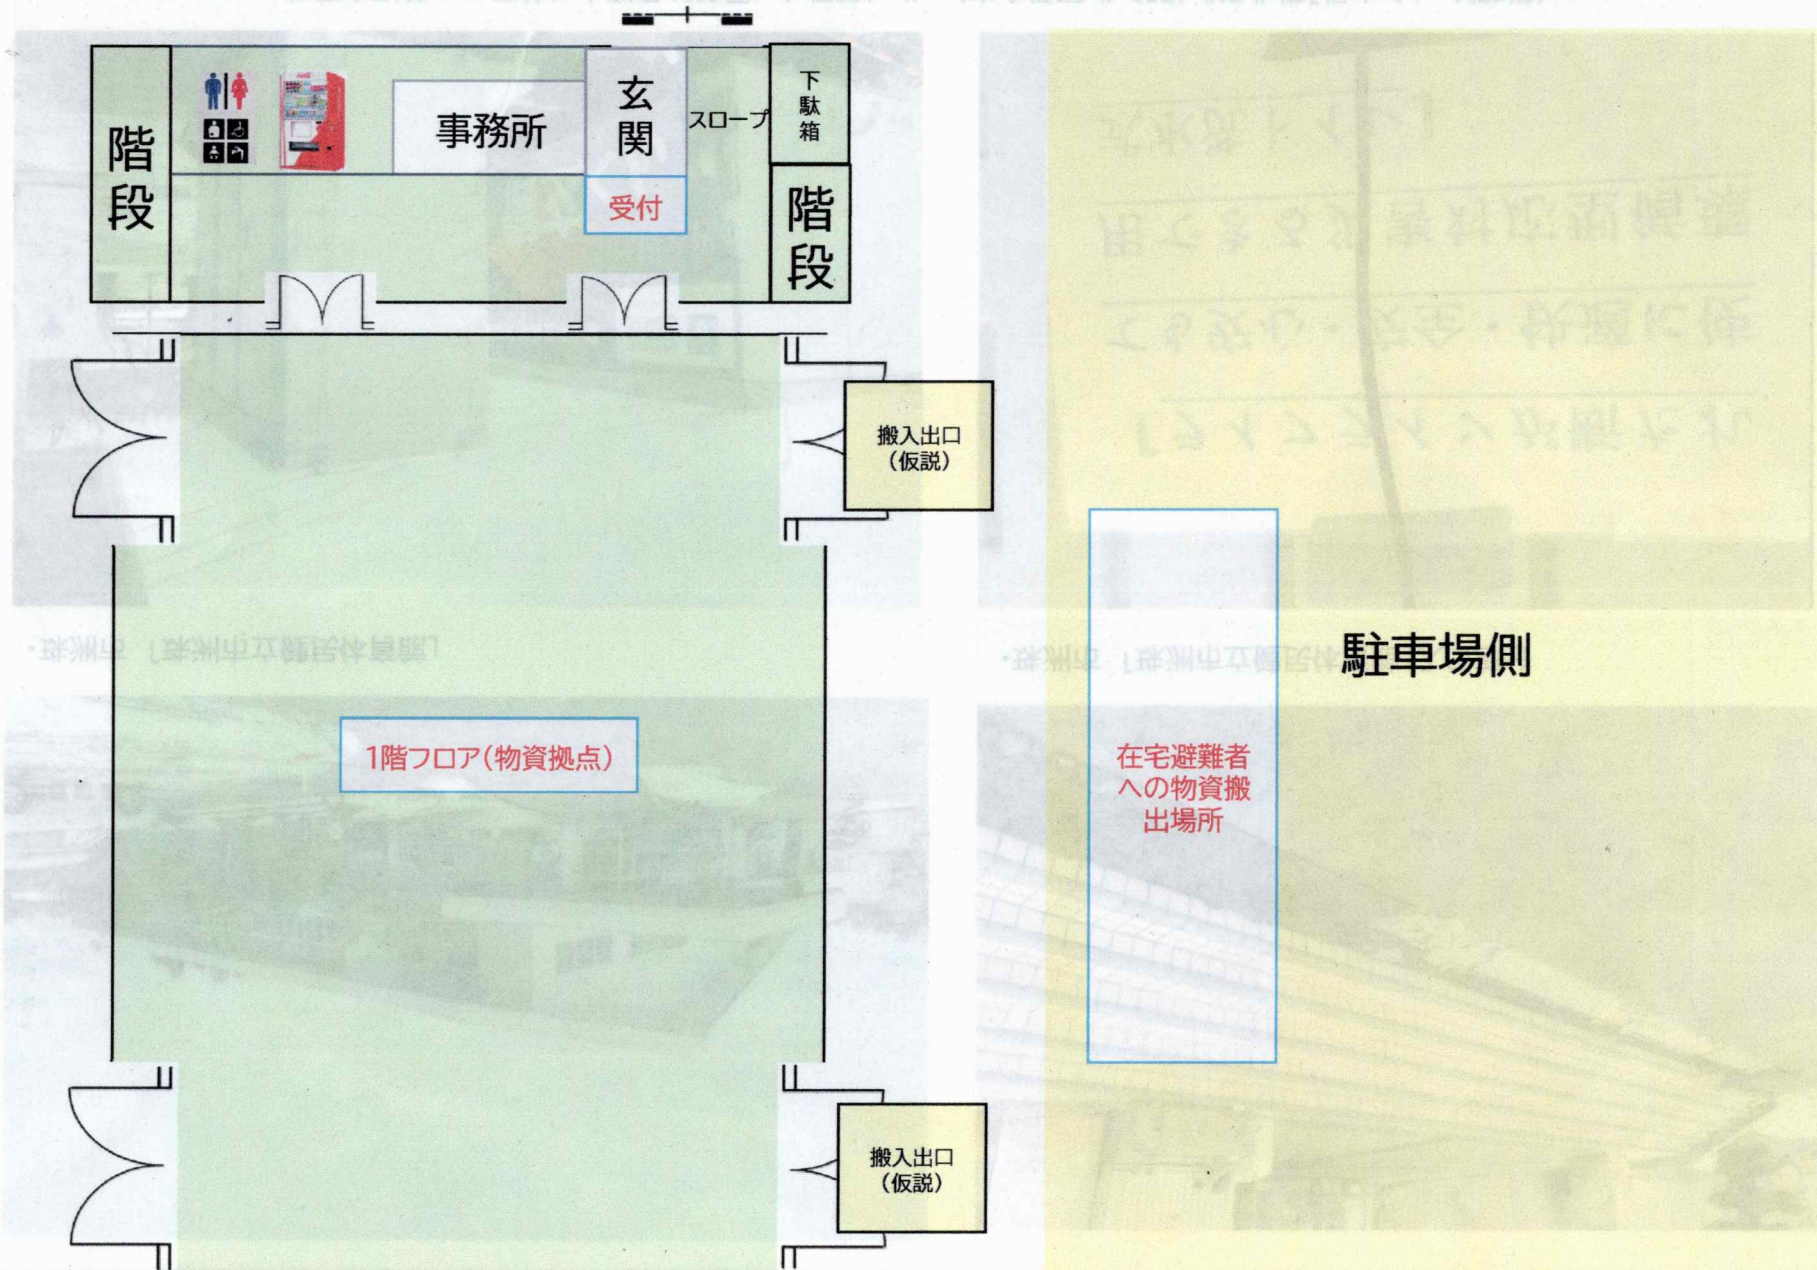 階段
事務所
玄関
スロープ
下駄箱
受付
階段
搬入出口
（仮説）
駐車場側
1階フロア（物資拠点）
在宅避難者
への物資搬
出場所
搬入出口
（仮説）